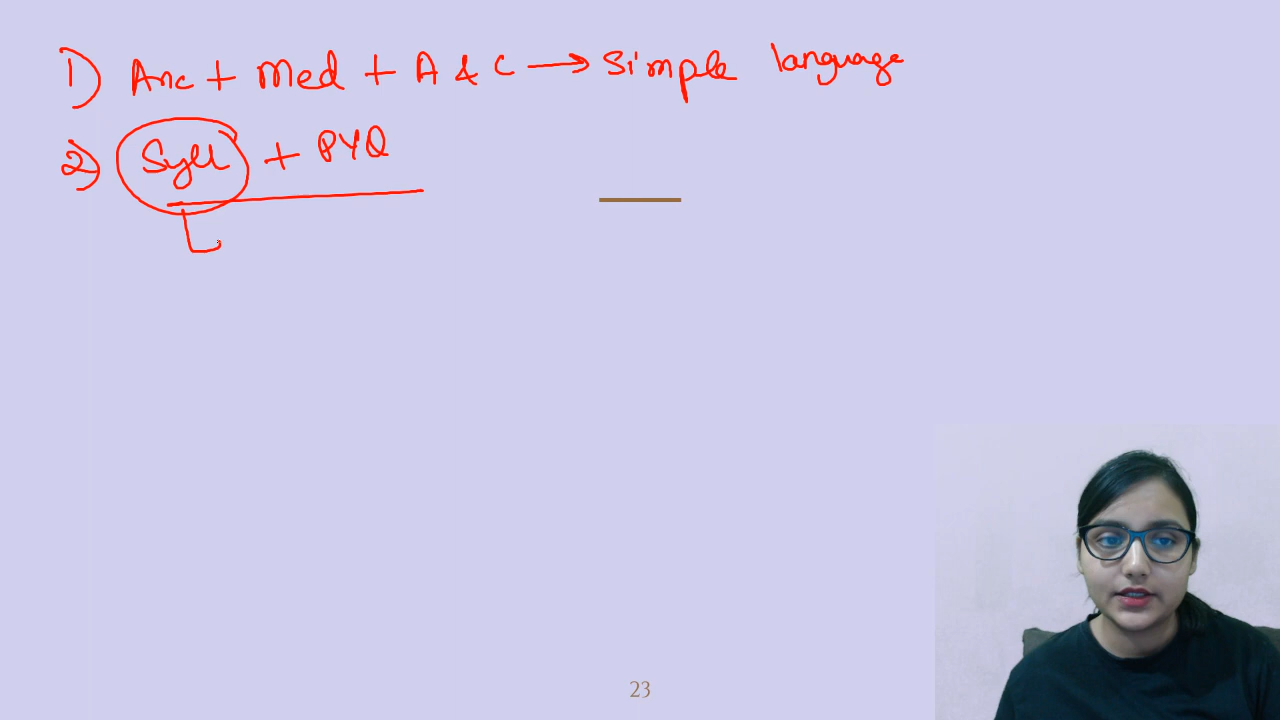 1) Anc + Med + A & C → Simple language
2) Syll + PYQ
23